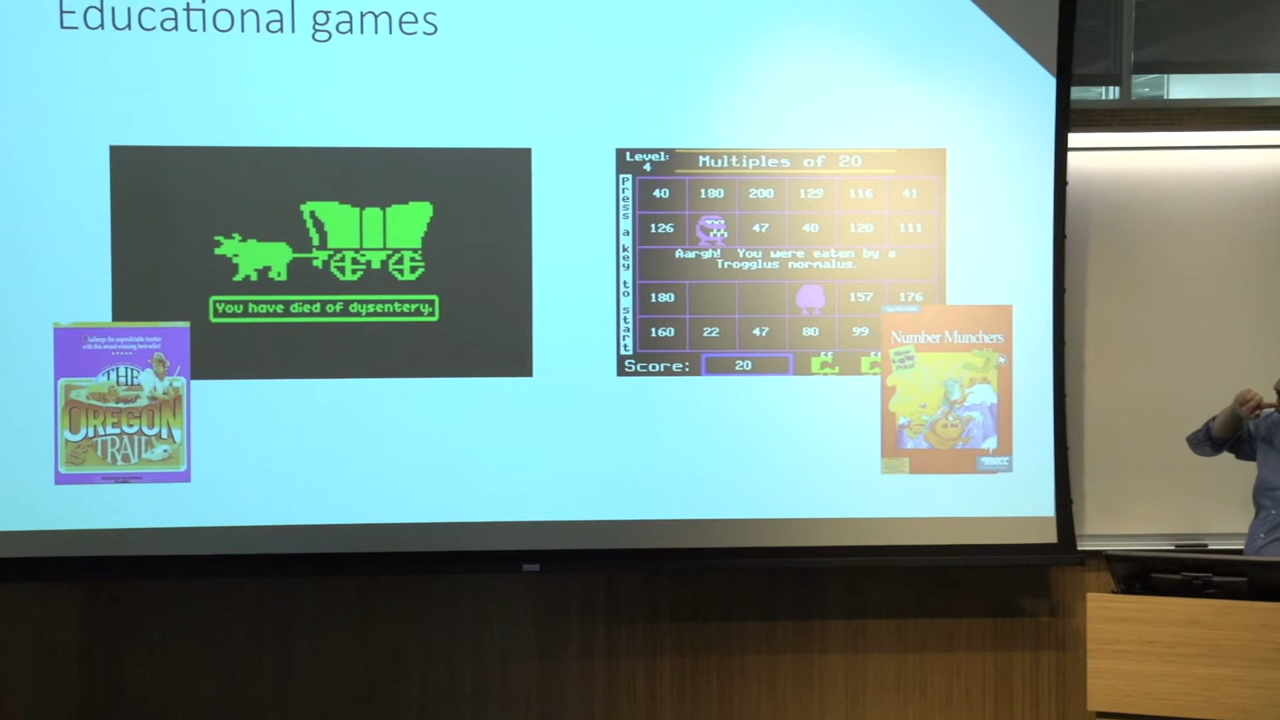 Educational games
You have died of dysentery.
THE
OREGON
TRAIL
Level:
4
Multiples of 20
Press a key to start
40 180 200 129 116 41
126 47 40 120 111
Aargh! You were eaten by a
Trogglus normalus.
180 157 176
160 22 47 80 99
Score: 20
Number Munchers
MECC